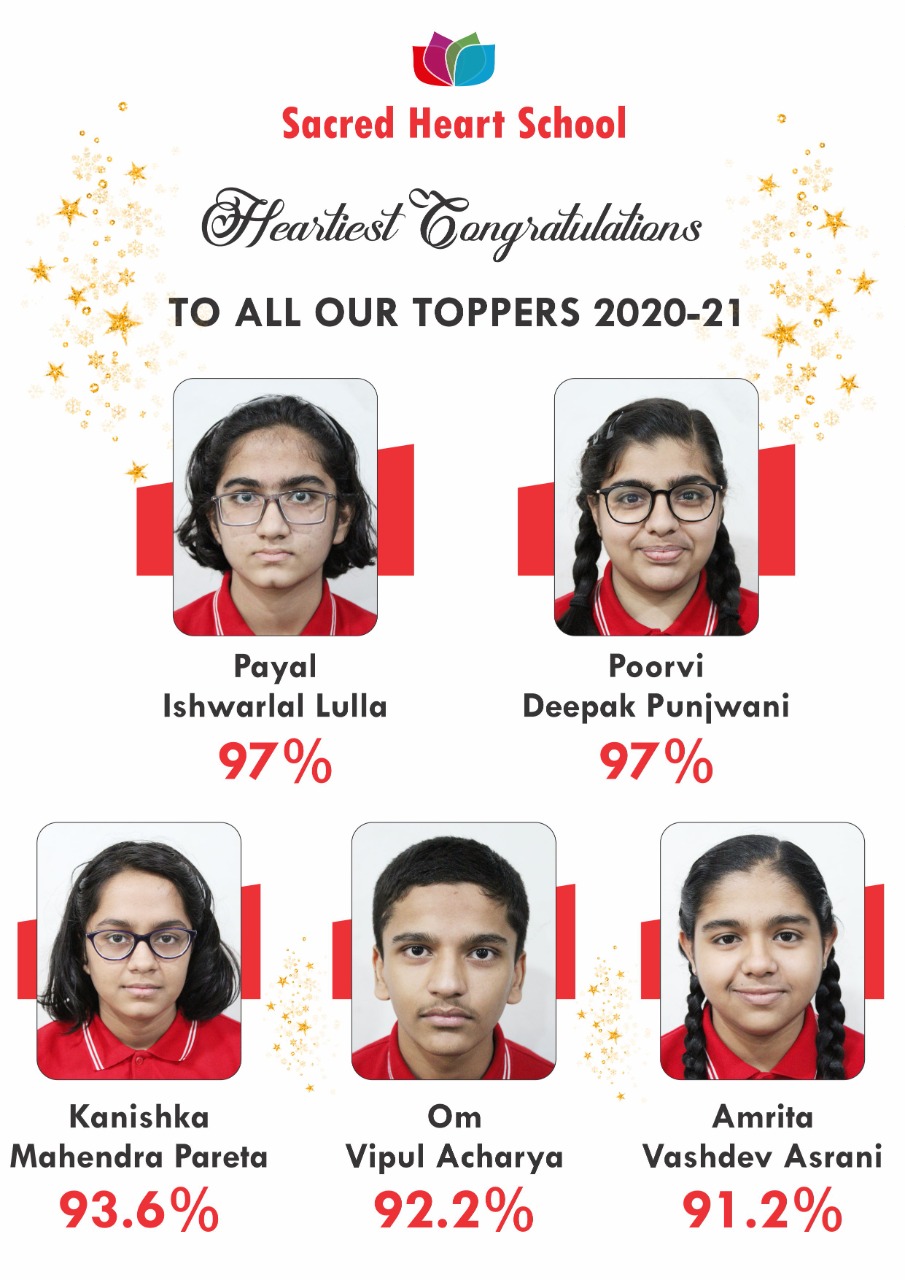 Sacred Heart School
Heartiest Congratulations
TO ALL OUR TOPPERS 2020-21
Payal
Ishwarlal Lulla
97%
Poorvi
Deepak Punjwani
97%
Kanishka
Mahendra Pareta
93.6%
Om
Vipul Acharya
92.2%
Amrita
Vashdev Asrani
91.2%